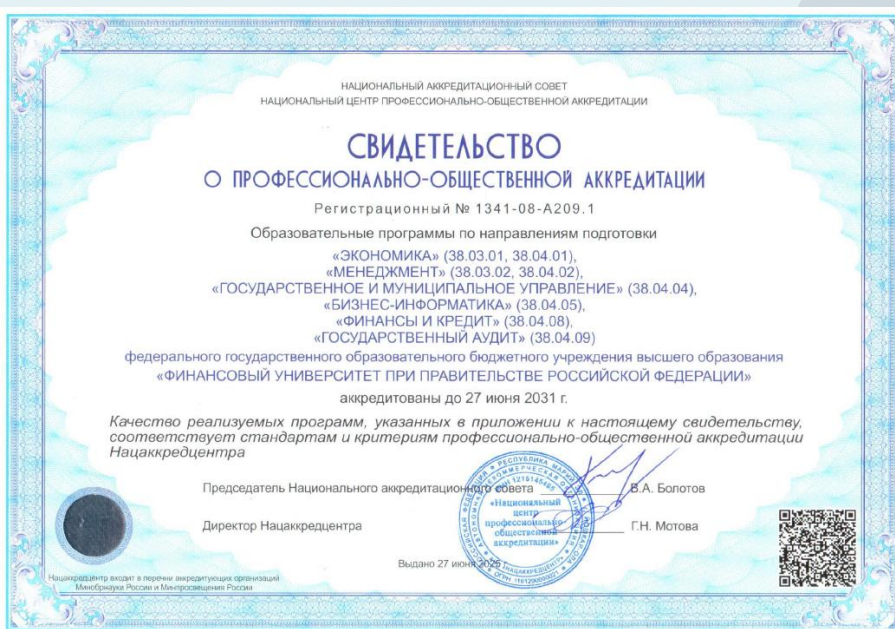 НАЦИОНАЛЬНЫЙ АККРЕДИТАЦИОННЫЙ СОВЕТ
НАЦИОНАЛЬНЫЙ ЦЕНТР ПРОФЕССИОНАЛЬНО-ОБЩЕСТВЕННОЙ АККРЕДИТАЦИИ
СВИДЕТЕЛЬСТВО
О ПРОФЕССИОНАЛЬНО-ОБЩЕСТВЕННОЙ АККРЕДИТАЦИИ
Регистрационный № 1341-08-А209.1
Образовательные программы по направлениям подготовки
«ЭКОНОМИКА» (38.03.01, 38.04.01),
«МЕНЕДЖМЕНТ» (38.03.02, 38.04.02),
«ГОСУДАРСТВЕННОЕ И МУНИЦИПАЛЬНОЕ УПРАВЛЕНИЕ» (38.04.04),
«БИЗНЕС-ИНФОРМАТИКА» (38.04.05),
«ФИНАНСЫ И КРЕДИТ» (38.04.08),
«ГОСУДАРСТВЕННЫЙ АУДИТ» (38.04.09)
федерального государственного образовательного бюджетного учреждения высшего образования
«ФИНАНСОВЫЙ УНИВЕРСИТЕТ ПРИ ПРАВИТЕЛЬСТВЕ РОССИЙСКОЙ ФЕДЕРАЦИИ»
аккредитованы до 27 июня 2031 г.
Качество реализуемых программ, указанных в приложении к настоящему свидетельству,
соответствует стандартам и критериям профессионально-общественной аккредитации
Нацаккредцентра
Председатель Национального аккредитационного совета В.А. Болотов
«Национальный
центр
профессионально-
общественной
аккредитации»
Директор Нацаккредцентра Г.Н. Мотова
Выдано 27 июня 2025
Нацаккредцентр входит в перечни аккредитующих организаций
Минобрнауки России и Минпросвещения России